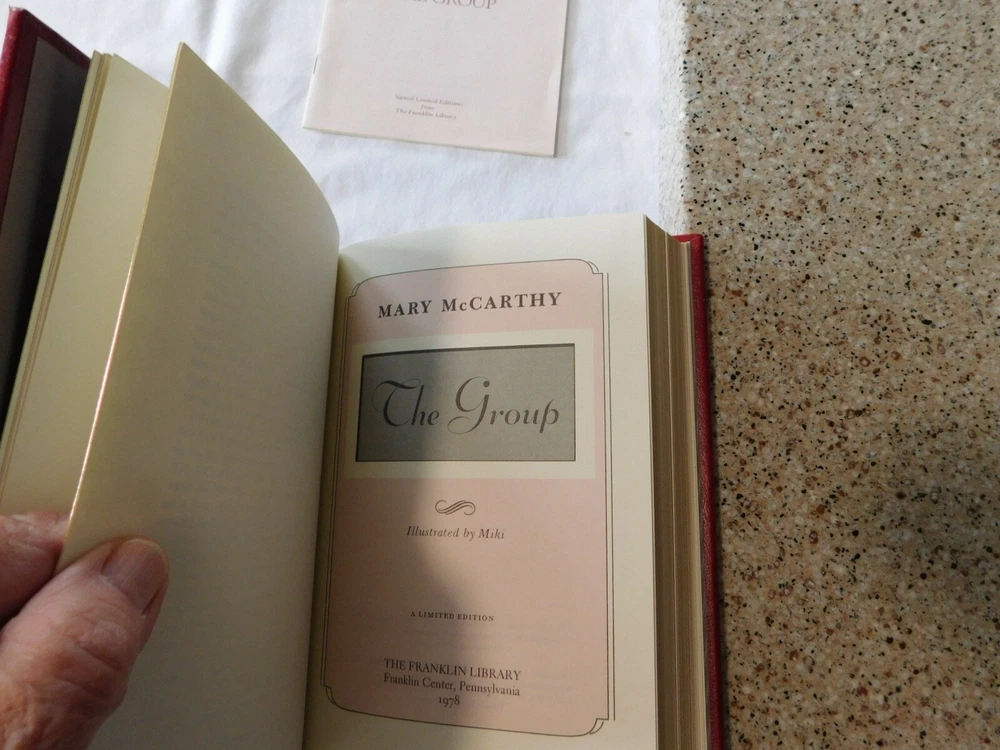 GROUP
Signed Limited Editions
from
The Franklin Library
MARY McCARTHY
The Group
Illustrated by Miki
A LIMITED EDITION
THE FRANKLIN LIBRARY
Franklin Center, Pennsylvania
1978